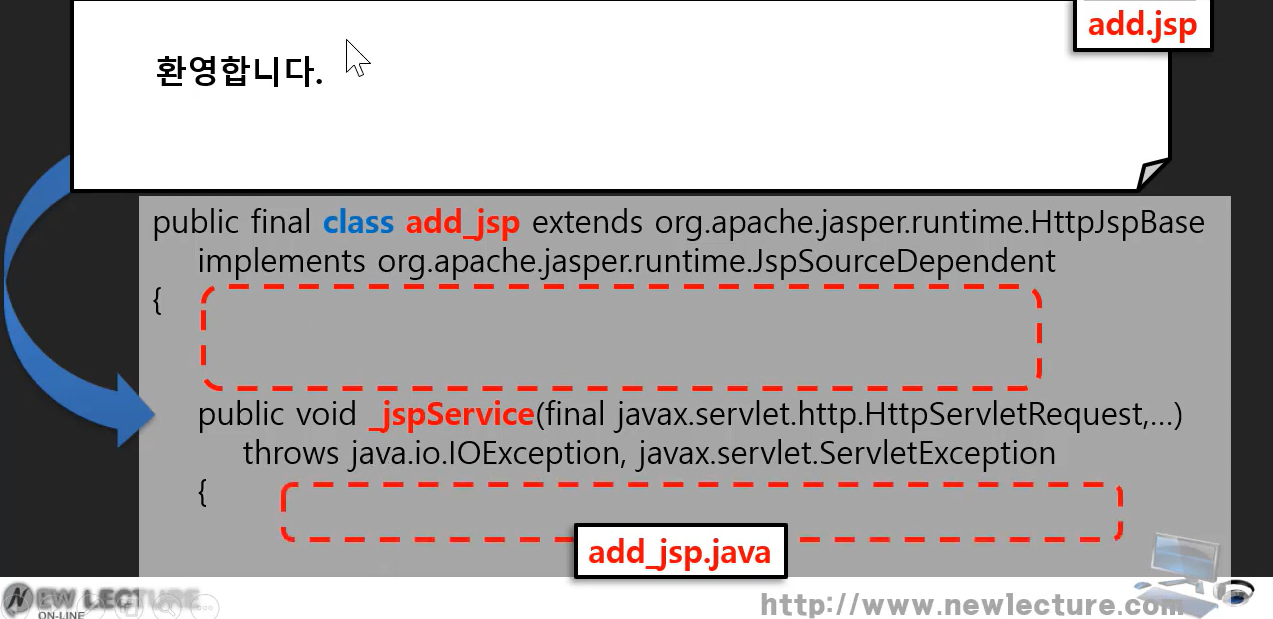 add.jsp
환영합니다.
public final class add_jsp extends org.apache.jasper.runtime.HttpJspBase
implements org.apache.jasper.runtime.JspSourceDependent
{
public void _jspService(final javax.servlet.http.HttpServletRequest,...)
throws java.io.IOException, javax.servlet.ServletException
{
add_jsp.java
NEW LECTURE
ON-LINE
http://www.newlecture.com